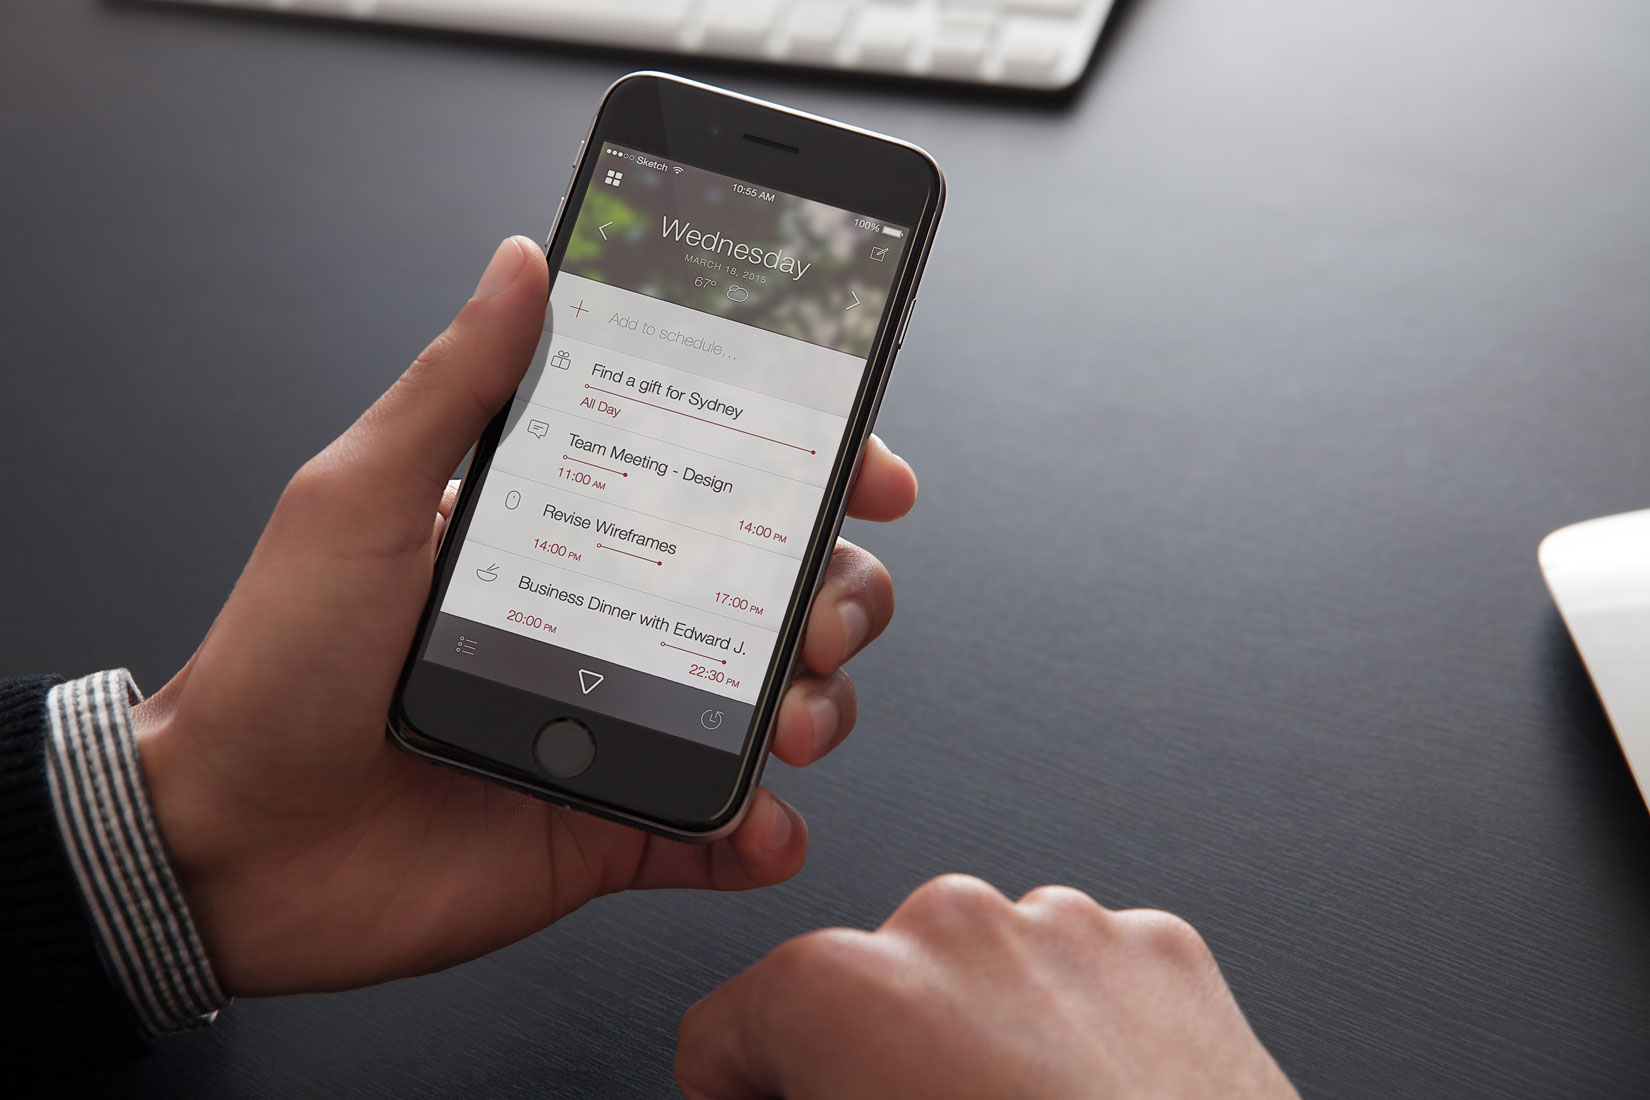 Sketch
10:55 AM
100%
Wednesday
MARCH 18, 2015
67°
Add to schedule...
Find a gift for Sydney
All Day
Team Meeting - Design
11:00 AM
14:00 PM
Revise Wireframes
14:00 PM
17:00 PM
Business Dinner with Edward J.
20:00 PM
22:30 PM